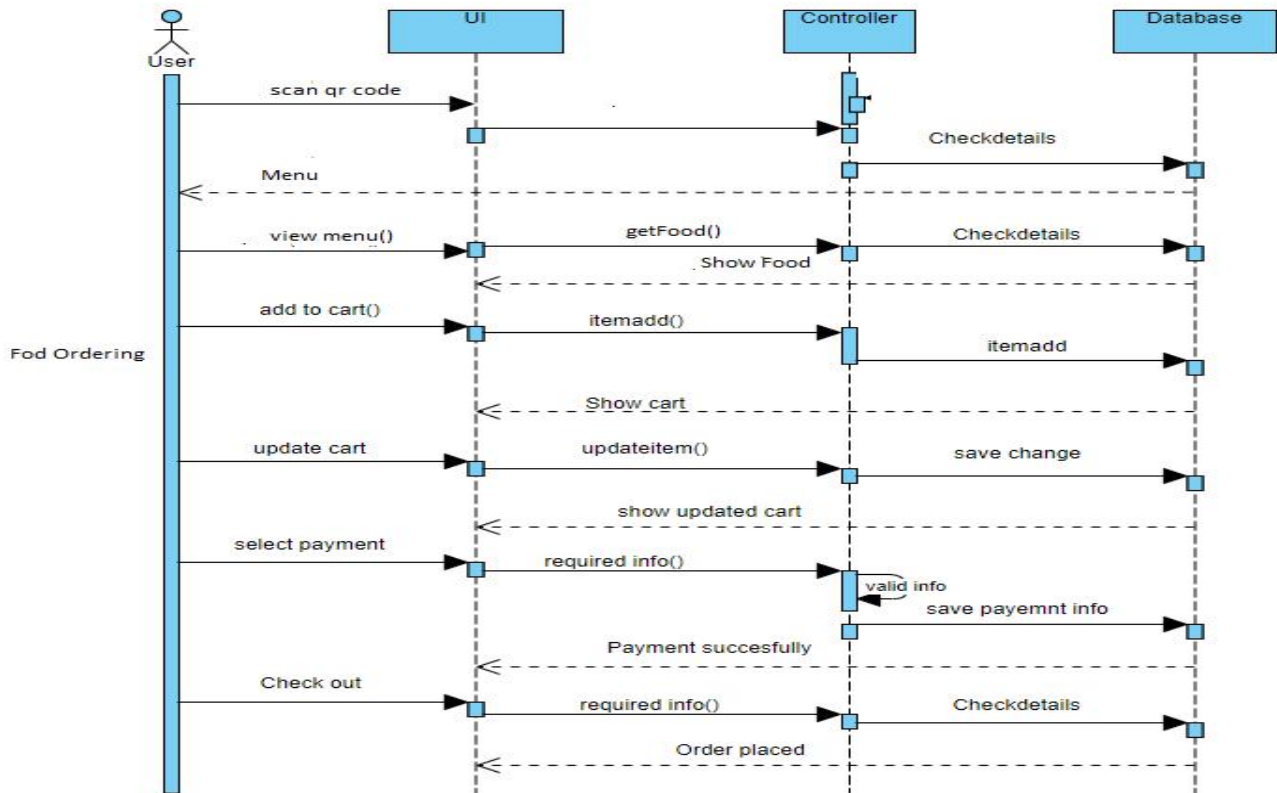 UI
Controller
Database
User
scan qr code
Checkdetails
Menu
view menu()
getFood()
Checkdetails
Show Food
add to cart()
itemadd()
Fod Ordering
itemadd
Show cart
update cart
updateitem()
save change
show updated cart
select payment
required info()
valid info
save payemnt info
Payment succesfully
Check out
required info()
Checkdetails
Order placed